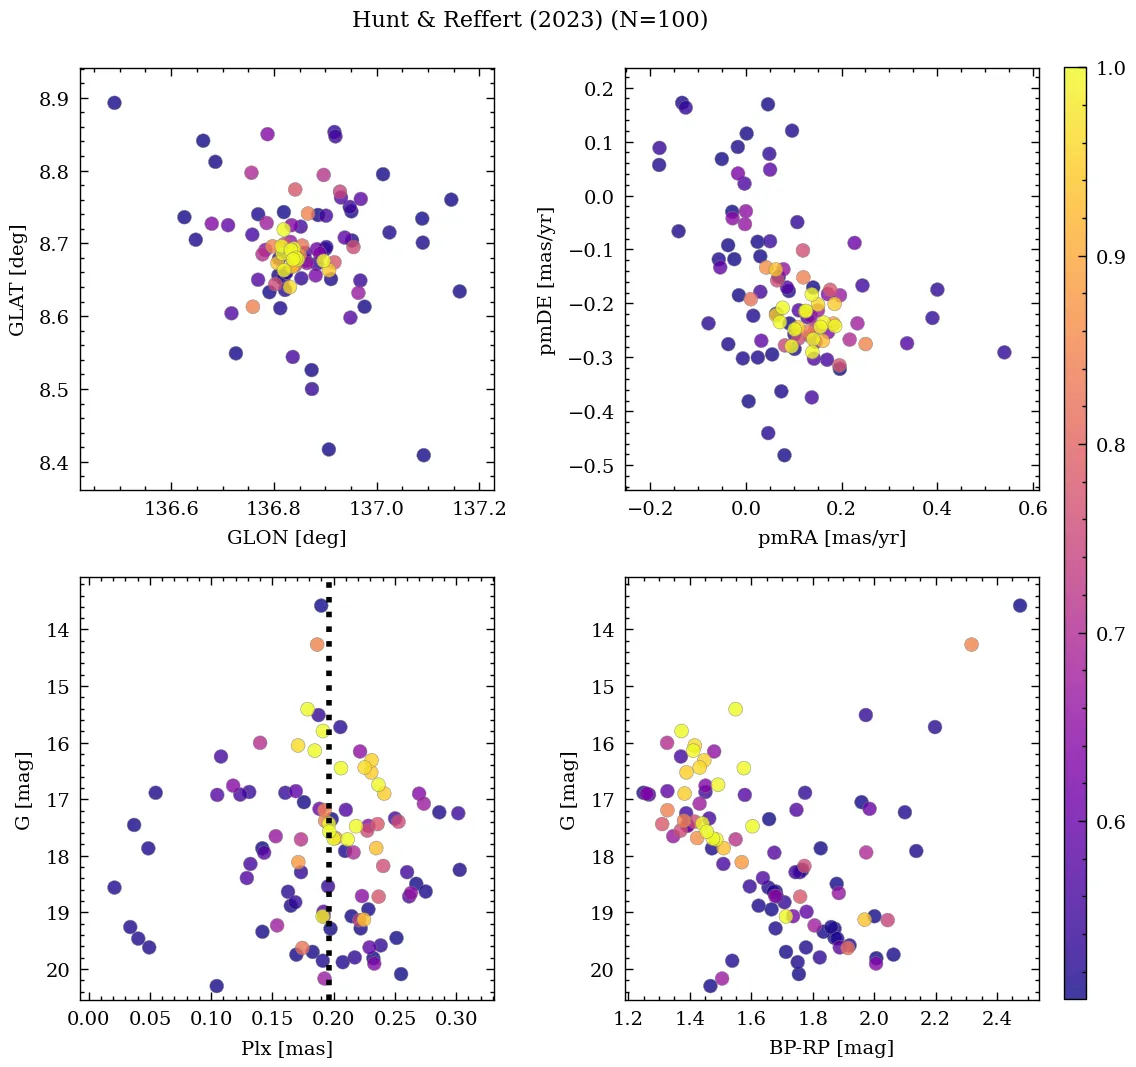 Hunt & Reffert (2023) (N=100)
8.9
8.8
8.7
8.6
8.5
8.4
GLAT [deg]
136.6 136.8 137.0 137.2
GLON [deg]
0.2
0.1
0.0
−0.1
−0.2
−0.3
−0.4
−0.5
pmDE [mas/yr]
−0.2 0.0 0.2 0.4 0.6
pmRA [mas/yr]
14
15
16
17
18
19
20
G [mag]
0.00 0.05 0.10 0.15 0.20 0.25 0.30
Plx [mas]
14
15
16
17
18
19
20
G [mag]
1.2 1.4 1.6 1.8 2.0 2.2 2.4
BP-RP [mag]
1.0
0.9
0.8
0.7
0.6